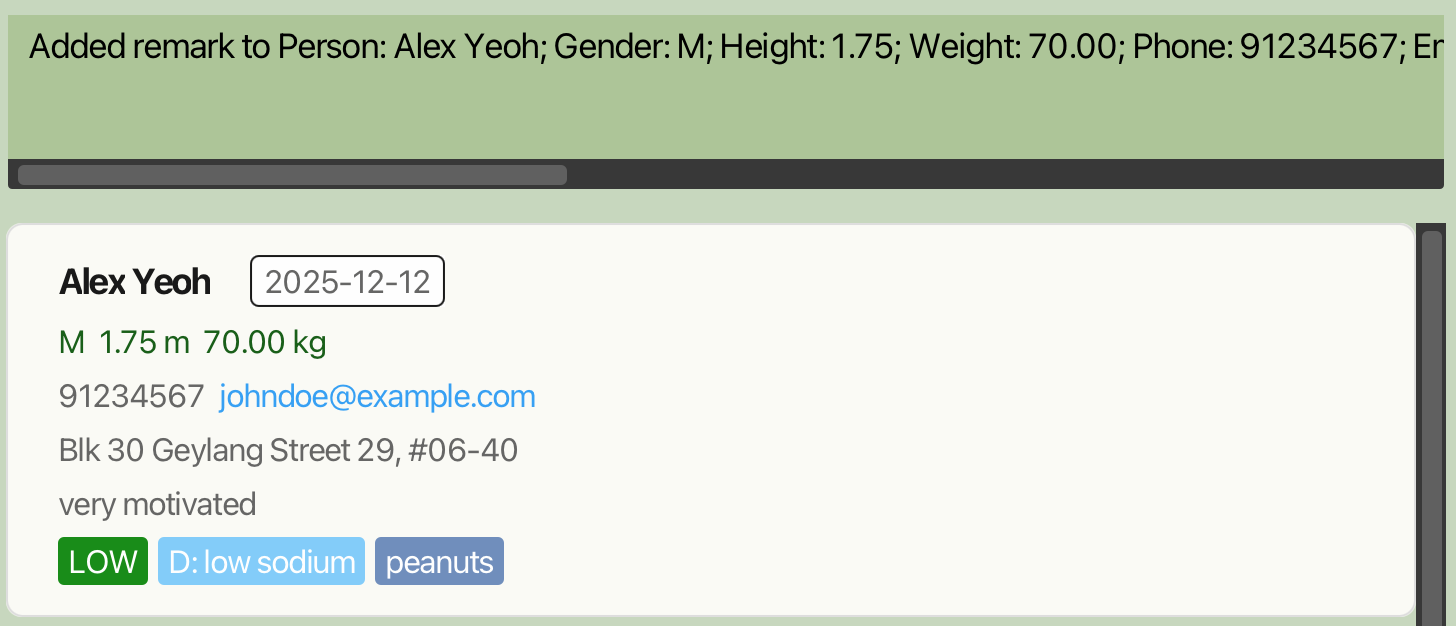 Added remark to Person: Alex Yeoh; Gender: M; Height: 1.75; Weight: 70.00; Phone: 91234567;
Alex Yeoh 2025-12-12
M 1.75 m 70.00 kg
91234567 johndoe@example.com
Blk 30 Geylang Street 29, #06-40
very motivated
LOW D: low sodium peanuts